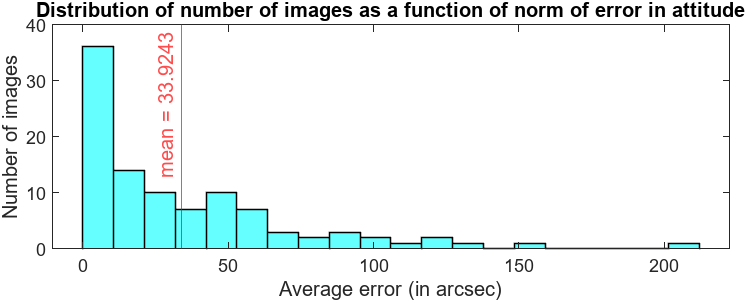 Distribution of number of images as a function of norm of error in attitude
40
30
20
10
0
Number of images
mean = 33.9243
0 50 100 150 200
Average error (in arcsec)